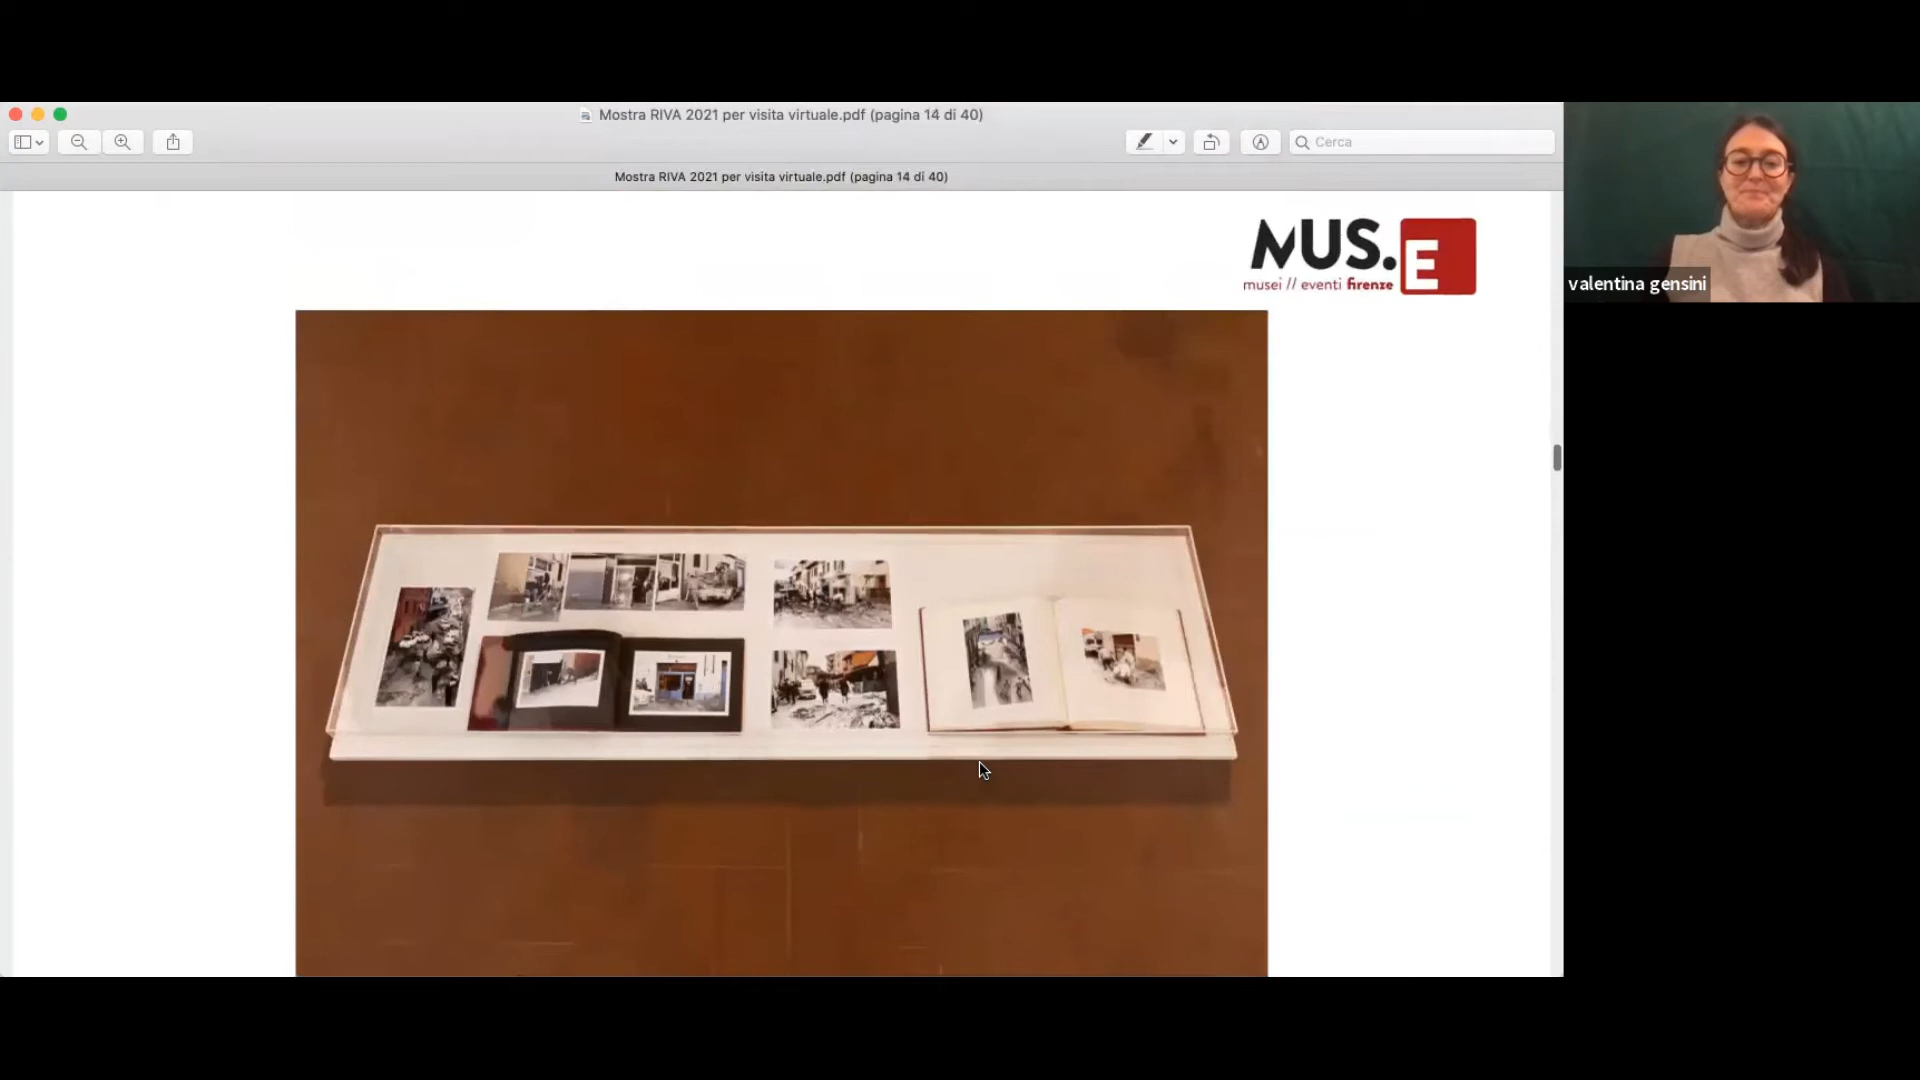 Mostra RIVA 2021 per visita virtuale.pdf (pagina 14 di 40)
Cerca
Mostra RIVA 2021 per visita virtuale.pdf (pagina 14 di 40)
MUS.E
musei // eventi firenze
valentina gensini